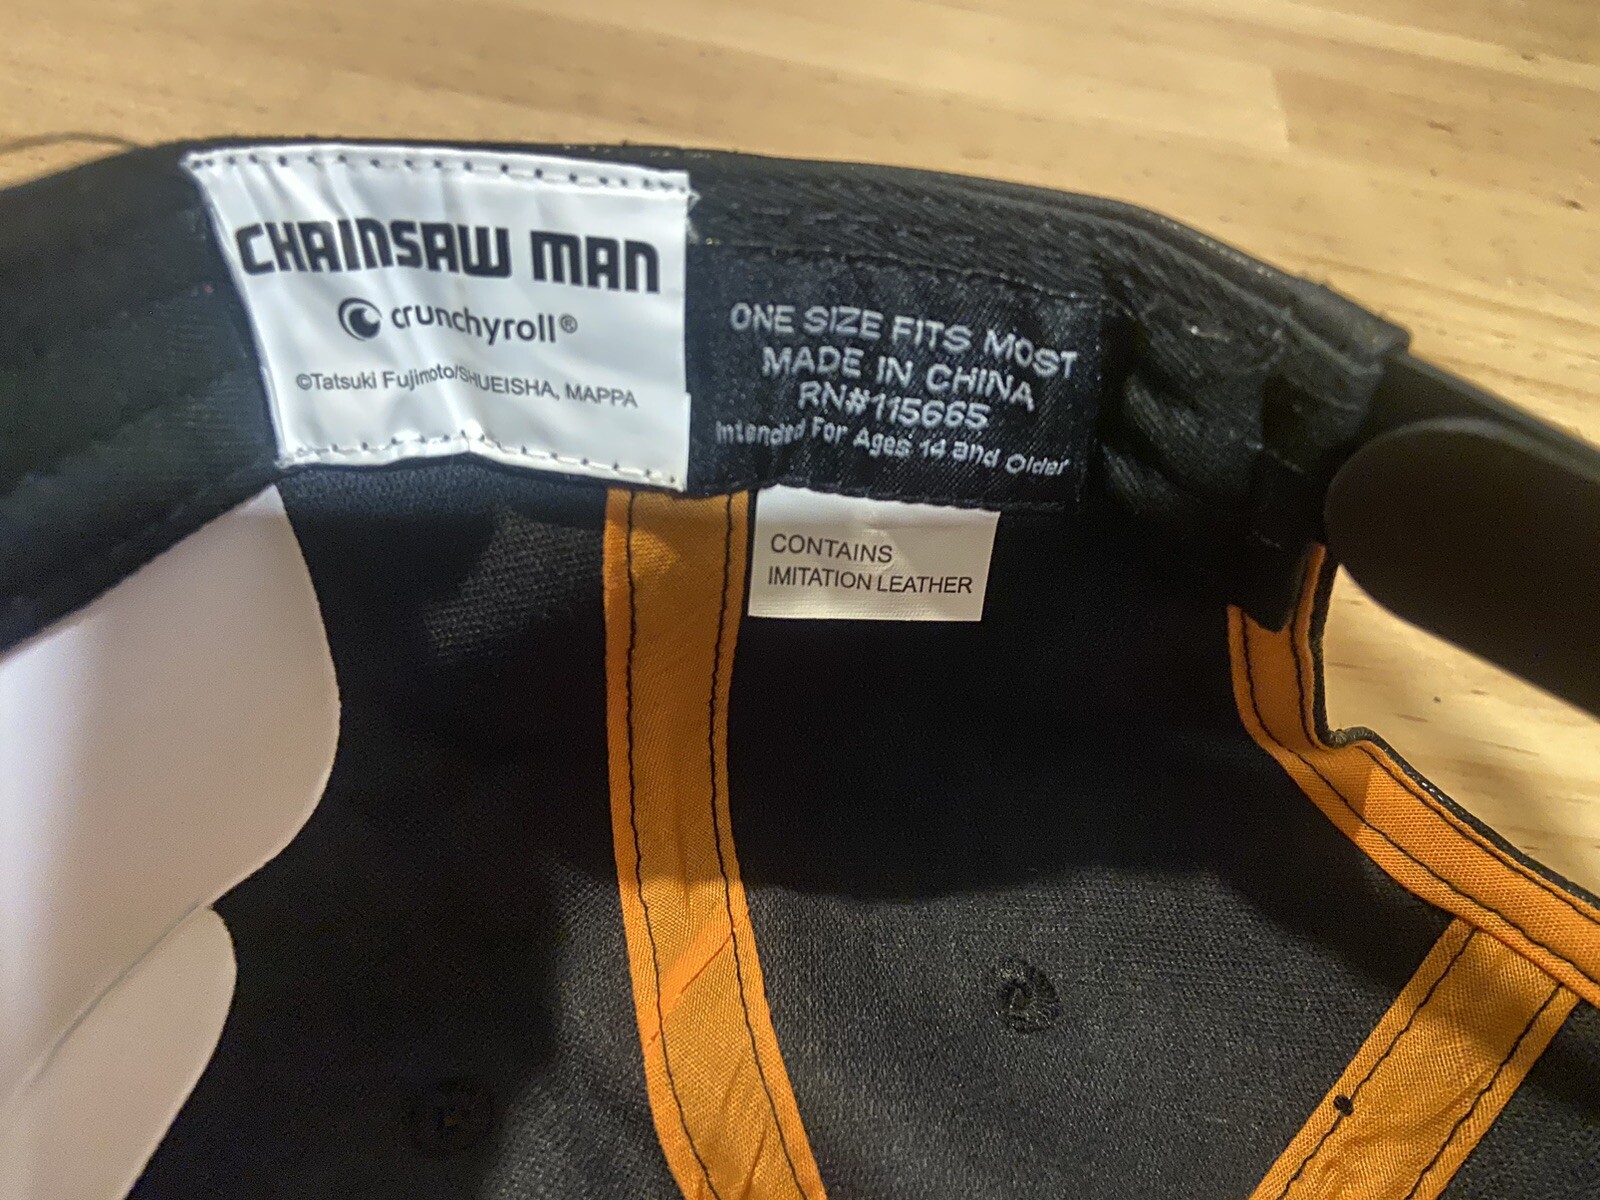 CHAINSAW MAN
crunchyroll®
©Tatsuki Fujimoto/SHUEISHA, MAPPA
ONE SIZE FITS MOST
MADE IN CHINA
RN#115665
Intended For Ages 14 and Older
CONTAINS
IMITATION LEATHER